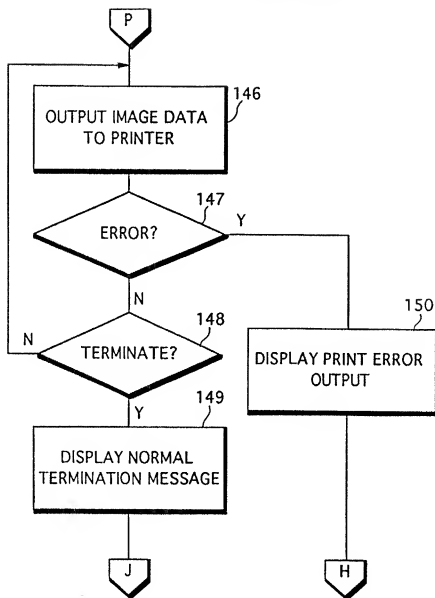 P
146
OUTPUT IMAGE DATA
TO PRINTER
147
ERROR?
Y
N
148
N
TERMINATE?
150
DISPLAY PRINT ERROR
OUTPUT
Y
149
DISPLAY NORMAL
TERMINATION MESSAGE
J
H